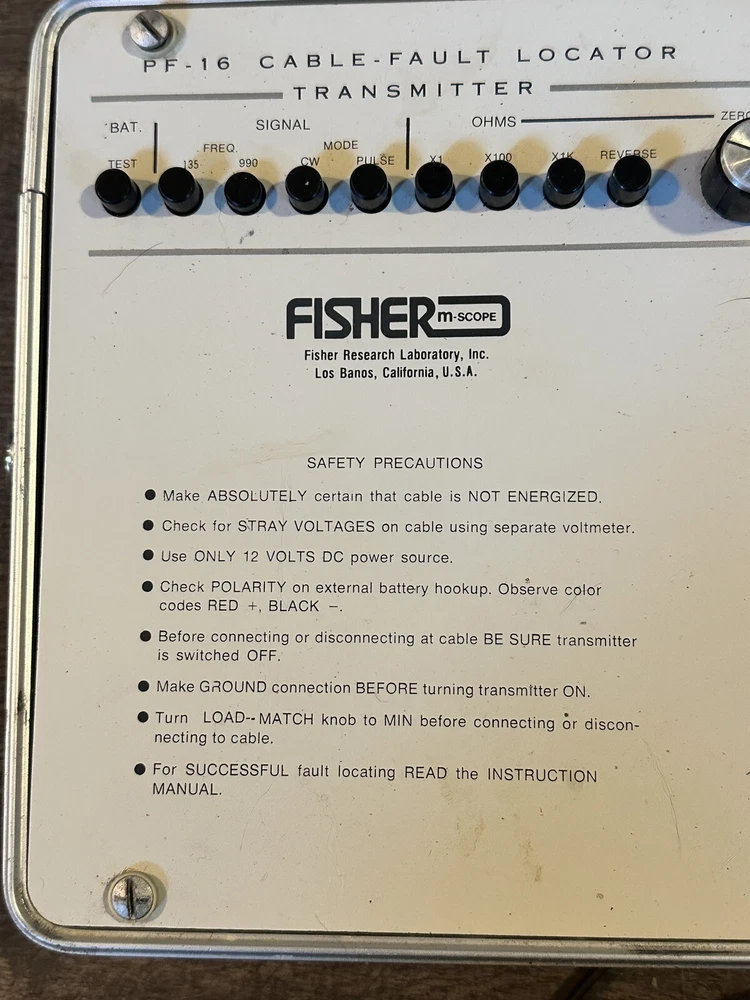 PF-16 CABLE-FAULT LOCATOR
TRANSMITTER
BAT. SIGNAL OHMS
FREQ. MODE
TEST 135 990 CW PULSE X1 X100 X1K REVERSE
FISHER m-SCOPE
Fisher Research Laboratory, Inc.
Los Banos, California, U.S.A.
SAFETY PRECAUTIONS
● Make ABSOLUTELY certain that cable is NOT ENERGIZED.
● Check for STRAY VOLTAGES on cable using separate voltmeter.
● Use ONLY 12 VOLTS DC power source.
● Check POLARITY on external battery hookup. Observe color
codes RED +, BLACK –.
● Before connecting or disconnecting at cable BE SURE transmitter
is switched OFF.
● Make GROUND connection BEFORE turning transmitter ON.
● Turn LOAD--MATCH knob to MIN before connecting or discon-
necting to cable.
● For SUCCESSFUL fault locating READ the INSTRUCTION
MANUAL.